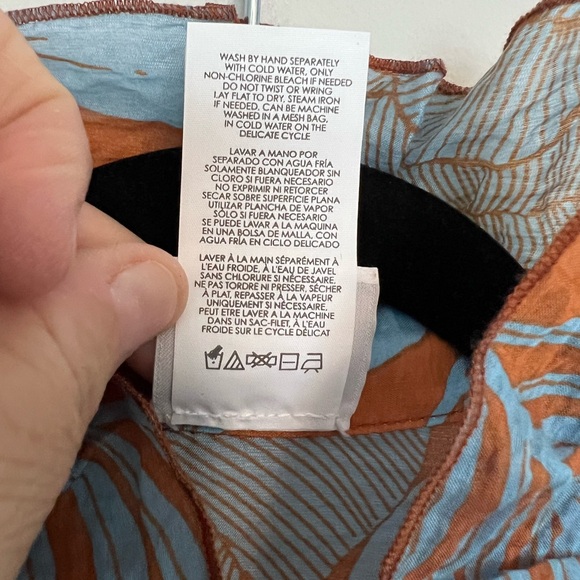 WASH BY HAND SEPARATELY
WITH COLD WATER, ONLY
NON-CHLORINE BLEACH IF NEEDED
DO NOT TWIST OR WRING
LAY FLAT TO DRY, STEAM IRON
IF NEEDED. CAN BE MACHINE
WASHED IN A MESH BAG,
IN COLD WATER ON THE
DELICATE CYCLE
LAVAR A MANO POR
SEPARADO CON AGUA FRÍA
SOLAMENTE BLANQUEADOR SIN
CLORO SI FUERA NECESARIO
NO EXPRIMIR NI RETORCER
SECAR SOBRE SUPERFICIE PLANA
UTILIZAR PLANCHA DE VAPOR
SÓLO SI FUERA NECESARIO
SE PUEDE LAVAR A LA MAQUINA
EN UNA BOLSA DE MALLA, CON
AGUA FRÍA EN CICLO DELICADO
LAVER À LA MAIN SÉPARÉMENT À
L'EAU FROIDE, À L'EAU DE JAVEL
SANS CHLORURE SI NÉCESSAIRE,
NE PAS TORDRE NI PRESSER, SÉCHER
À PLAT, REPASSER À LA VAPEUR
UNIQUEMENT SI NÉCESSAIRE.
PEUT ÊTRE LAVER A LA MACHINE
DANS UN SAC-FILET, À L'EAU
FROIDE SUR LE CYCLE DÉLICAT